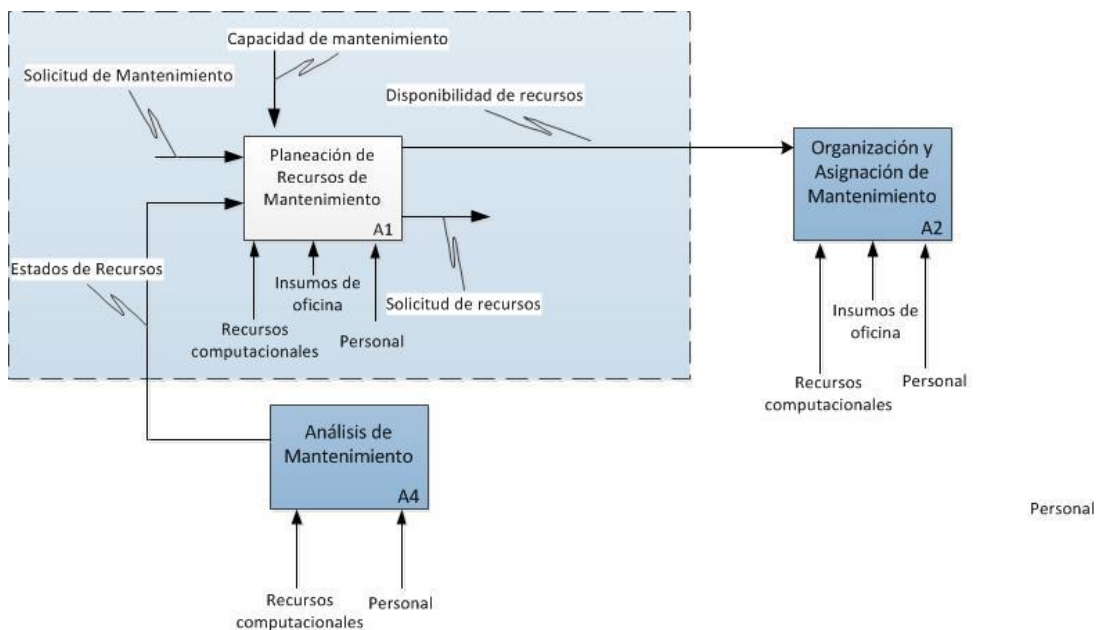 Capacidad de mantenimiento
Solicitud de Mantenimiento
Disponibilidad de recursos
Planeación de
Recursos de
Mantenimiento
A1
Organización y
Asignación de
Mantenimiento
A2
Estados de Recursos
Insumos de
oficina
Solicitud de recursos
Recursos
computacionales
Personal
Insumos de
oficina
Recursos
computacionales
Personal
Análisis de
Mantenimiento
A4
Personal
Recursos
computacionales
Personal